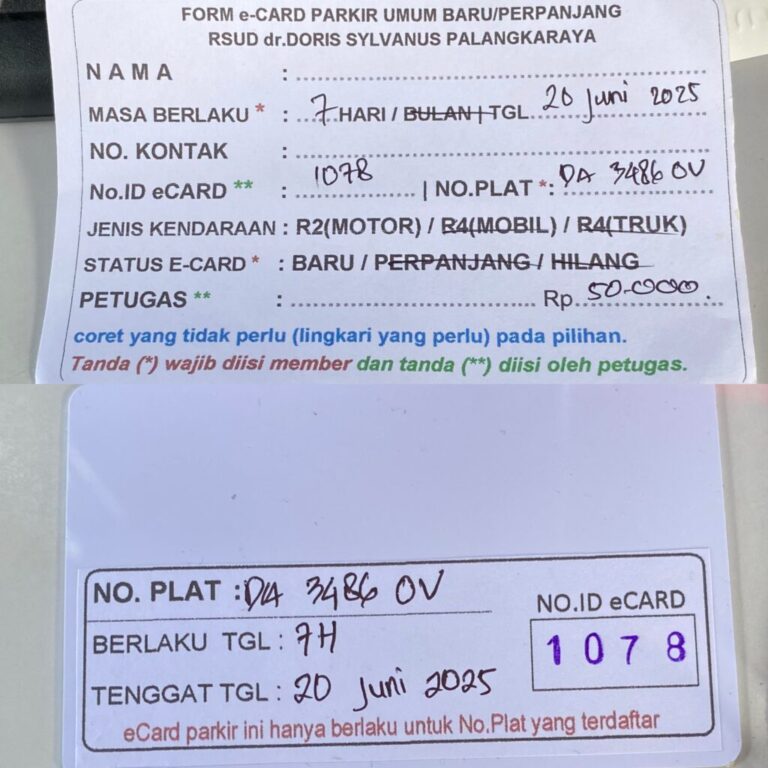 FORM e-CARD PARKIR UMUM BARU/PERPANJANG
RSUD dr.DORIS SYLVANUS PALANGKARAYA
NAMA :
MASA BERLAKU * : 7 HARI / BULAN | TGL. 20 Juni 2025
NO. KONTAK :
No.ID eCARD ** : 1078 | NO.PLAT *: DA 3486 OV
JENIS KENDARAAN : R2(MOTOR) / R4(MOBIL) / R4(TRUK)
STATUS E-CARD * : BARU / PERPANJANG / HILANG
PETUGAS ** : Rp. 50.000.
coret yang tidak perlu (lingkari yang perlu) pada pilihan.
Tanda (*) wajib diisi member dan tanda (**) diisi oleh petugas.
NO. PLAT : DA 3486 OV
BERLAKU TGL : 7H
TENGGAT TGL : 20 Juni 2025
NO.ID eCARD
1078
eCard parkir ini hanya berlaku untuk No.Plat yang terdaftar